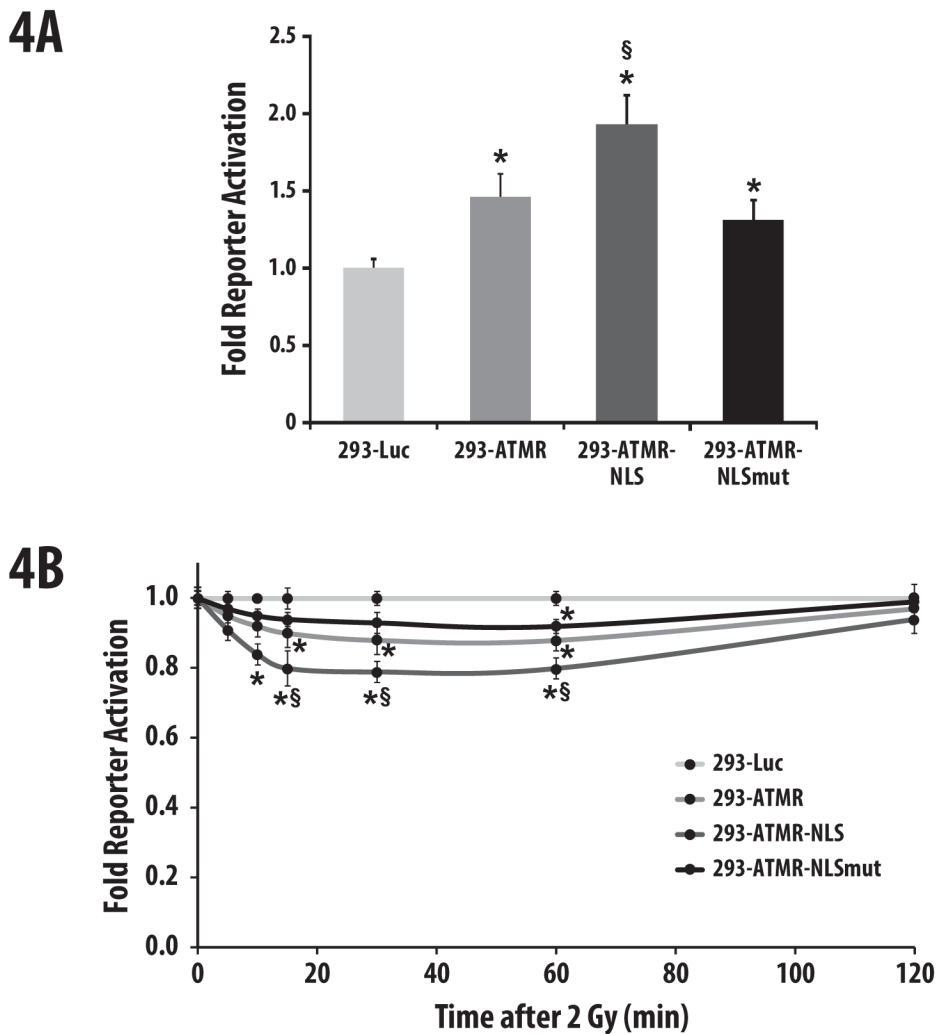 4A
Fold Reporter Activation
2.5
2.0
1.5
1.0
0.5
0
*
§
*
*
293-Luc
293-ATMR
293-ATMR-
NLS
293-ATMR-
NLSmut
4B
Fold Reporter Activation
1.0
0.8
0.6
0.4
0.2
0.0
*
*
*
*
*
*§
*§
*§
293-Luc
293-ATMR
293-ATMR-NLS
293-ATMR-NLSmut
0 20 40 60 80 100 120
Time after 2 Gy (min)